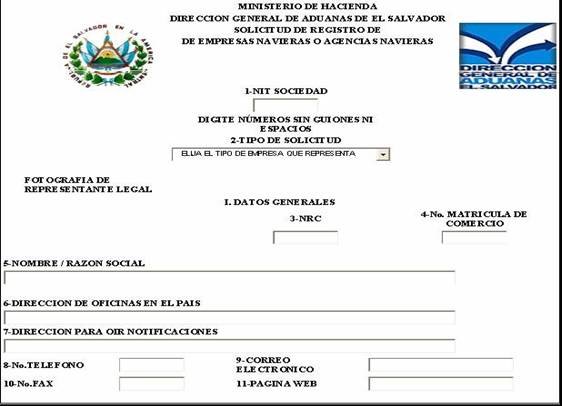 MINISTERIO DE HACIENDA
DIRECCION GENERAL DE ADUANAS DE EL SALVADOR
SOLICITUD DE REGISTRO DE
DE EMPRESAS NAVIERAS O AGENCIAS NAVIERAS
REPUBLICA DE EL SALVADOR EN LA AMERICA CENTRAL
DIRECCION
GENERAL DE
ADUANAS
EL SALVADOR
1-NIT SOCIEDAD
DIGITE NÚMEROS SIN GUIONES NI
ESPACIOS
2-TIPO DE SOLICITUD
ELIJA EL TIPO DE EMPRESA QUE REPRESENTA
FOTOGRAFIA DE
REPRESENTANTE LEGAL
I. DATOS GENERALES
3-NRC
4-No. MATRICULA DE
COMERCIO
5-NOMBRE / RAZON SOCIAL
6-DIRECCION DE OFICINAS EN EL PAIS
7-DIRECCION PARA OIR NOTIFICACIONES
8-No.TELEFONO
9-CORREO
ELECTRONICO
10-No.FAX
11-PAGINA WEB